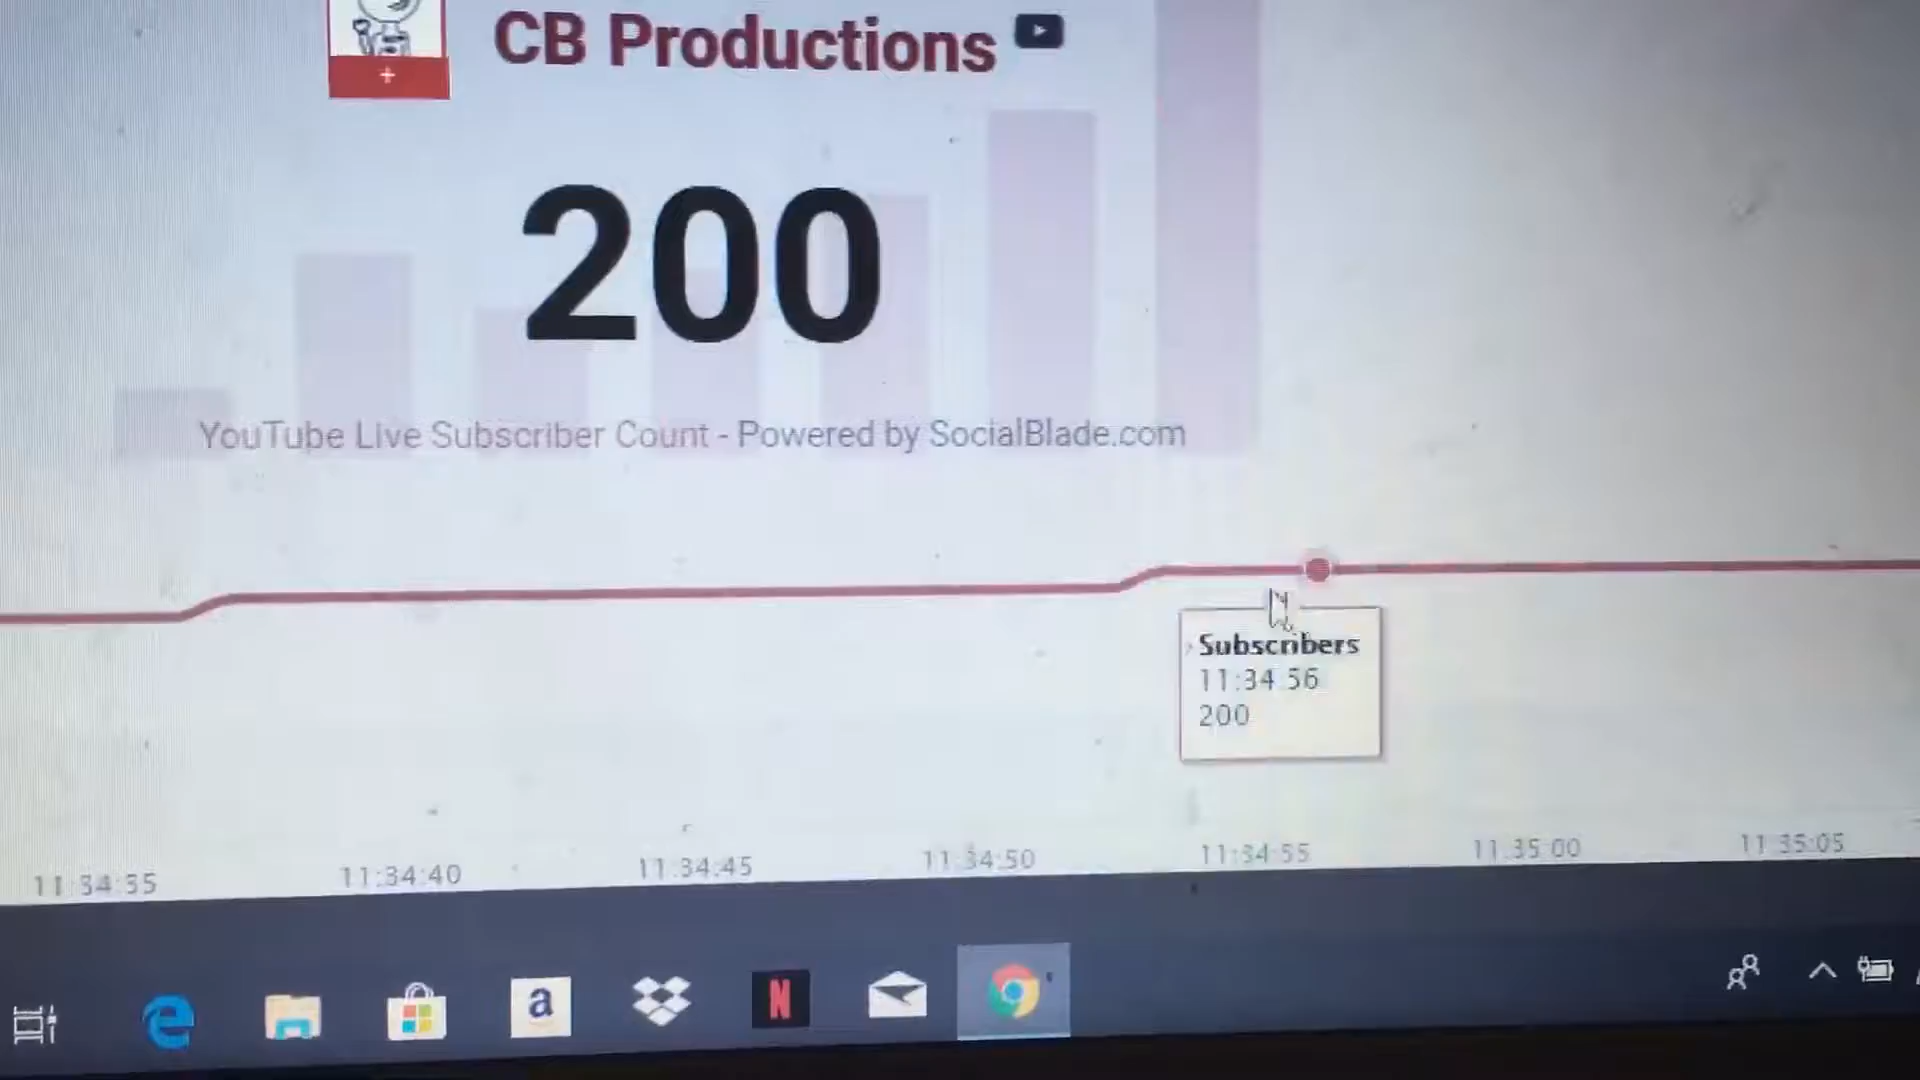 CB Productions
+
200
YouTube Live Subscriber Count - Powered by SocialBlade.com
Subscribers
11:34:56
200
11:34:35
11:34:40
11:34:45
11:34:50
11:34:55
11:35:00
11:35:05
a
N